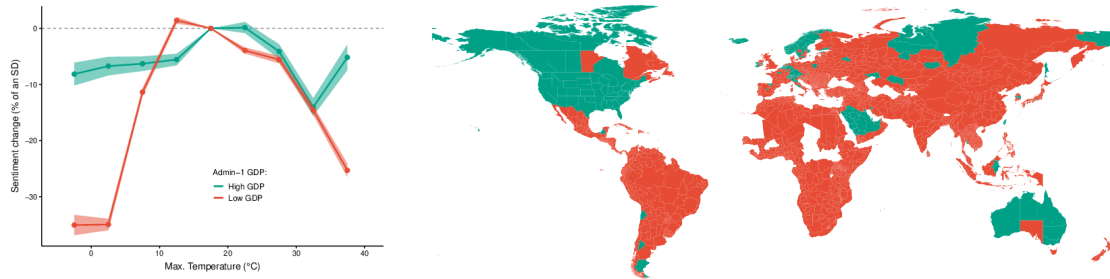 Sentiment change (% of an SD)
0
−10
−20
−30
Admin−1 GDP:
High GDP
Low GDP
0 10 20 30 40
Max. Temperature (°C)